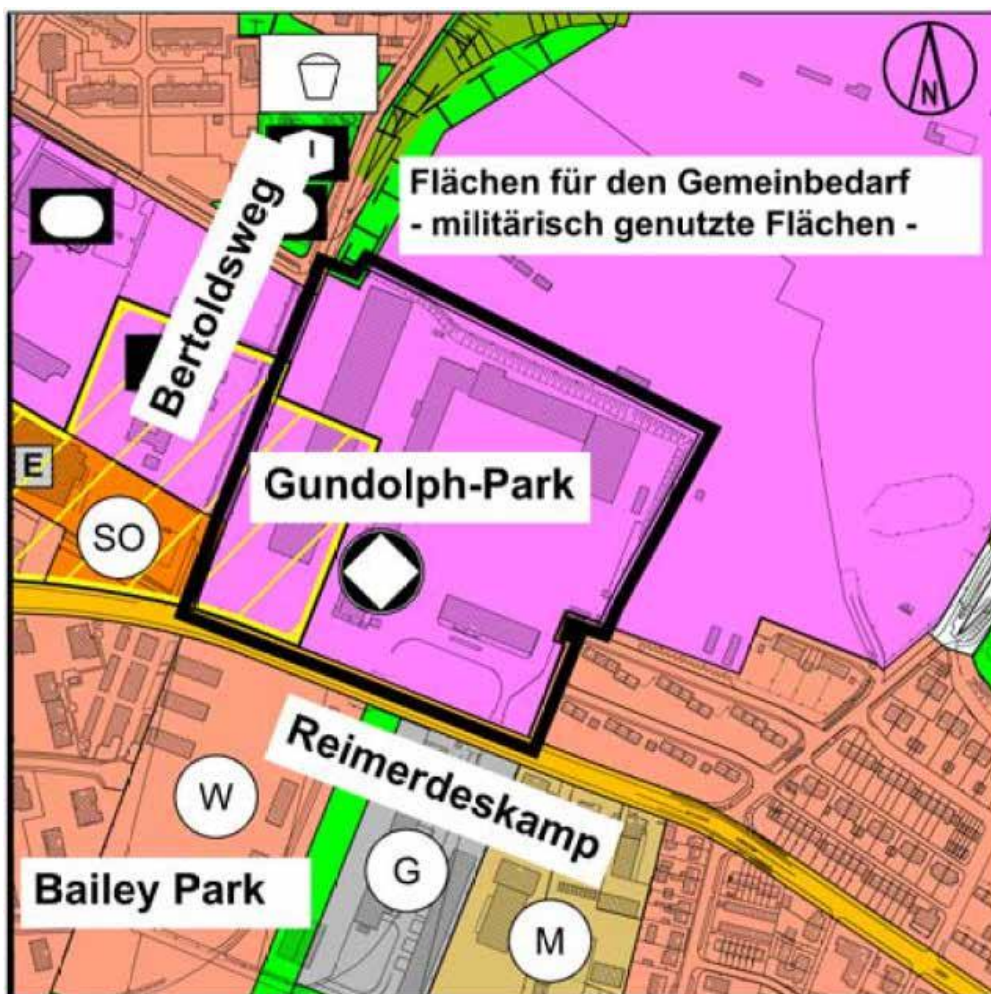 N
I
Flächen für den Gemeinbedarf
- militärisch genutzte Flächen -
Bertoldsweg
Gundolph-Park
E
SO
Reimerdeskamp
W
G
Bailey Park
M